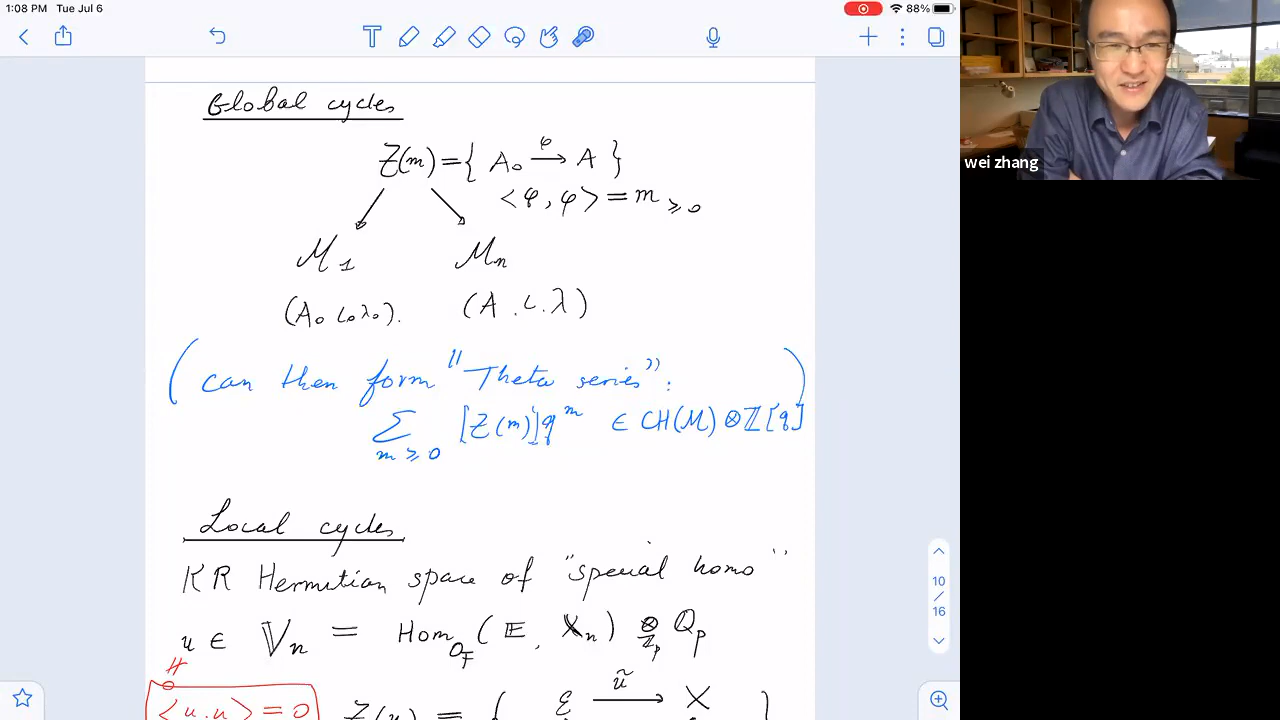 1:08 PM Tue Jul 6
88%
wei zhang
Global cycles
Z(m) = { A₀ →^φ A }
<φ, φ> = m ≥ 0
M₁ Mₙ
(A₀ ι₀ λ₀). (A . ι . λ)
( can then form "Theta series": )
∑_{m ≥ 0} [Z(m)] q^m ∈ CH(M) ⊗ ℤ[q]
Local cycles
KR Hermitian space of "special homo"
u ∈ 𝕍ₙ = Hom_{O_F} (𝔼, 𝕏ₙ) ⊗_{ℤ_p} ℚ_p
H
<u.u> = 0
Z(u) = { ℰ →^ũ X }
10
/
16